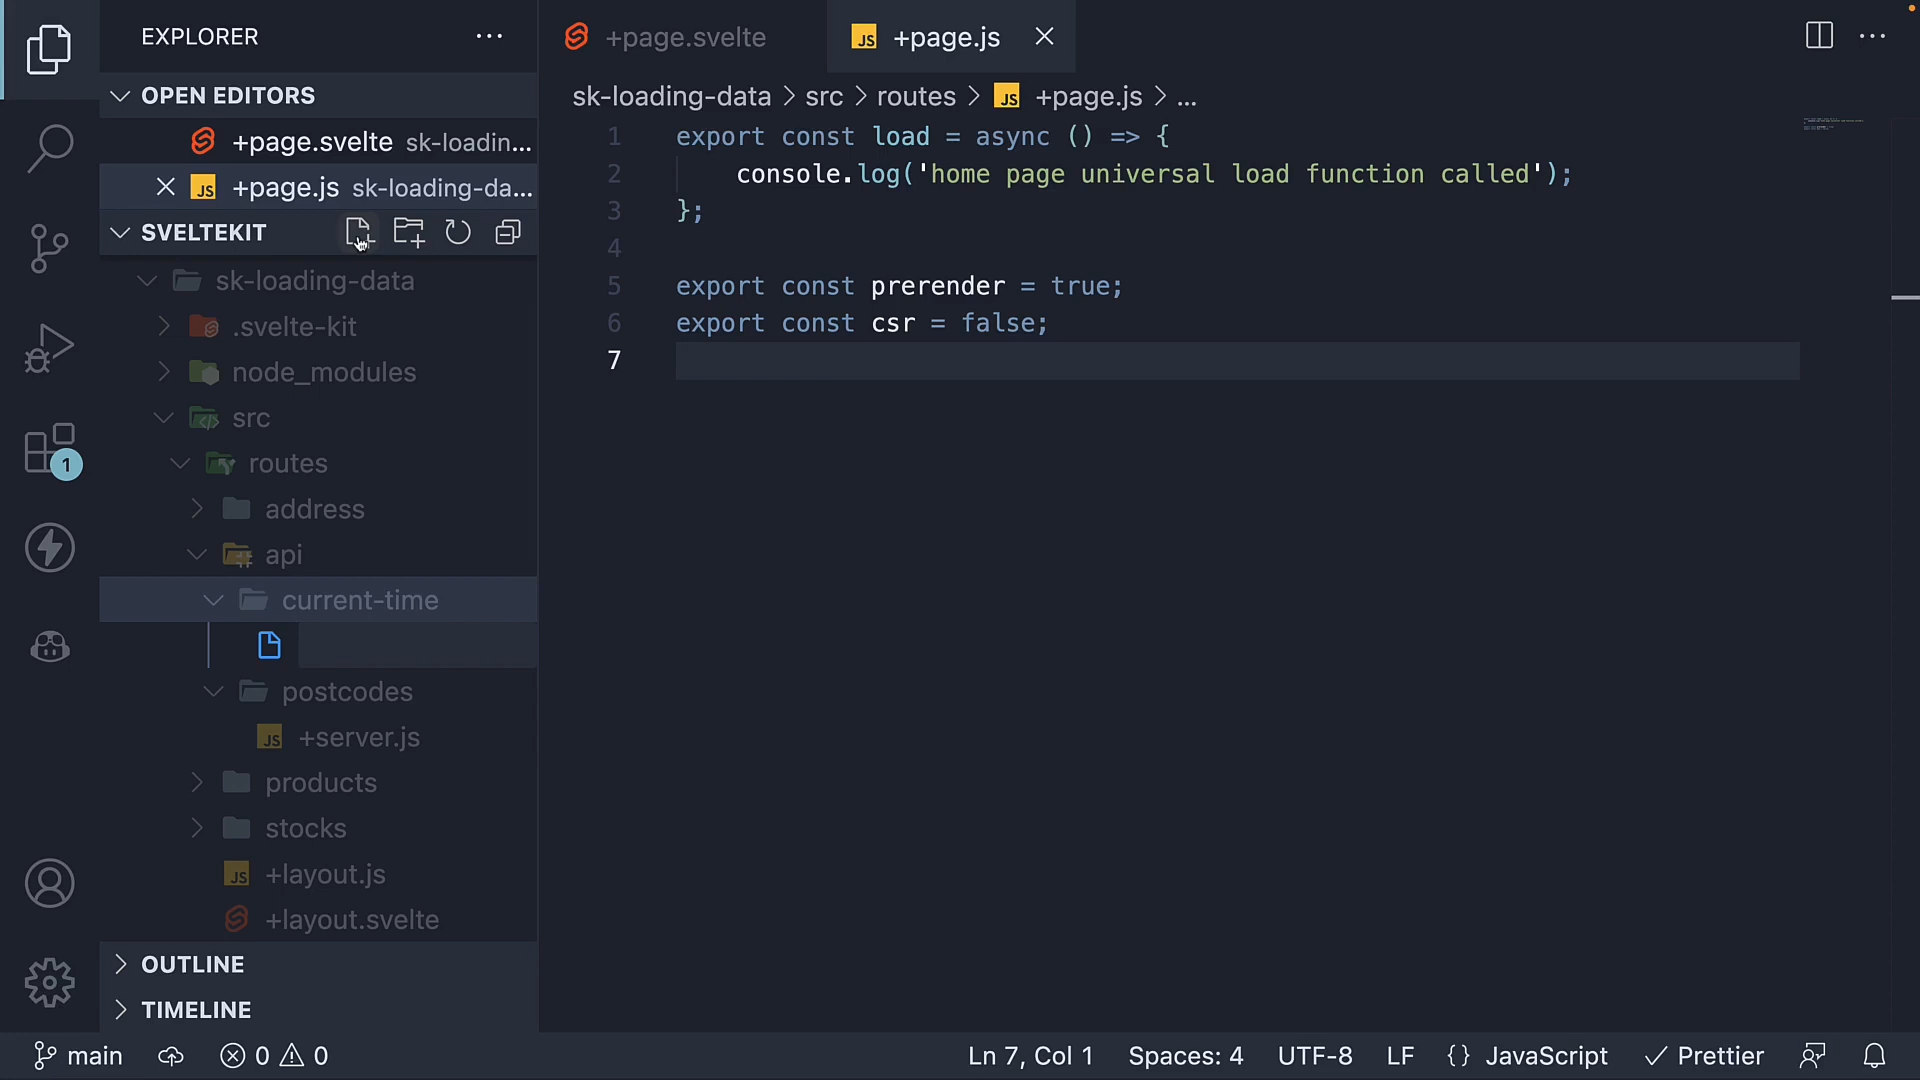 EXPLORER
OPEN EDITORS
+page.svelte sk-loadin...
+page.js sk-loading-da...
SVELTEKIT
sk-loading-data
.svelte-kit
node_modules
src
routes
address
api
current-time
postcodes
+server.js
products
stocks
+layout.js
+layout.svelte
OUTLINE
TIMELINE
1
+page.svelte
+page.js
sk-loading-data > src > routes > JS +page.js > ...
1 export const load = async () => {
2 console.log('home page universal load function called');
3 };
4
5 export const prerender = true;
6 export const csr = false;
7
main
0 0
Ln 7, Col 1
Spaces: 4
UTF-8
LF
{ } JavaScript
Prettier